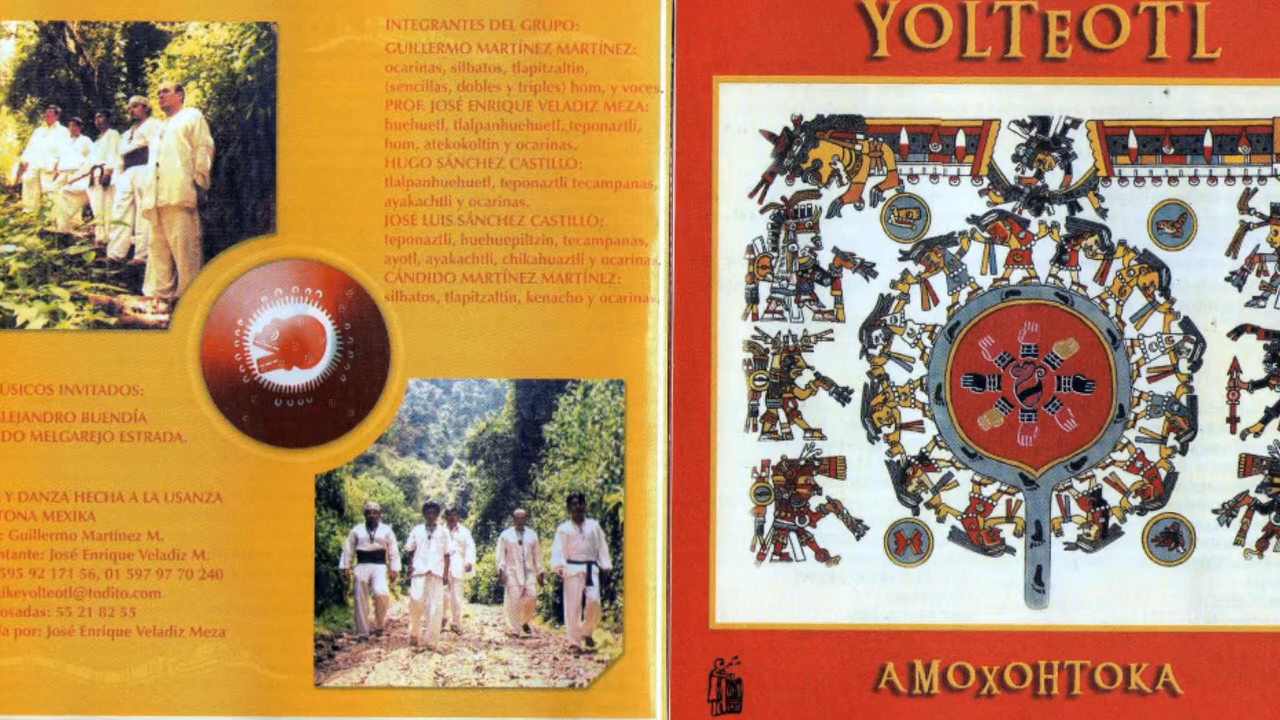 INTEGRANTES DEL GRUPO:
GUILLERMO MARTÍNEZ MARTÍNEZ:
ocarinas, silbatos, tlapitzaltin,
(sencillas, dobles y triples) hom, y voces.
PROF. JOSÉ ENRIQUE VELADIZ MEZA:
huehuetl, tlalpanhuehuetl, teponaztli,
hom, atekokoltin y ocarinas.
HUGO SÁNCHEZ CASTILLO:
tlalpanhuehuetl, teponaztli tecampanas,
ayakachtli y ocarinas.
JOSÉ LUIS SÁNCHEZ CASTILLO:
teponaztli, huehuepiltzin, tecampanas,
ayotl, ayakachtli, chikahuaztli y ocarinas.
CÁNDIDO MARTÍNEZ MARTÍNEZ:
silbatos, tlapitzaltin, kenacho y ocarinas.
ÚSICOS INVITADOS:
LEJANDRO BUENDÍA
DO MELGAREJO ESTRADA.
Y DANZA HECHA A LA USANZA
TONA MEXIKA
: Guillermo Martínez M.
ntante: José Enrique Veladiz M.
595 92 171 56, 01 597 97 70 240
ikeyolteotl@todito.com
osadas: 55 21 82 55
a por: José Enrique Veladiz Meza
YOLTEOTL
AMOXOHTOKA